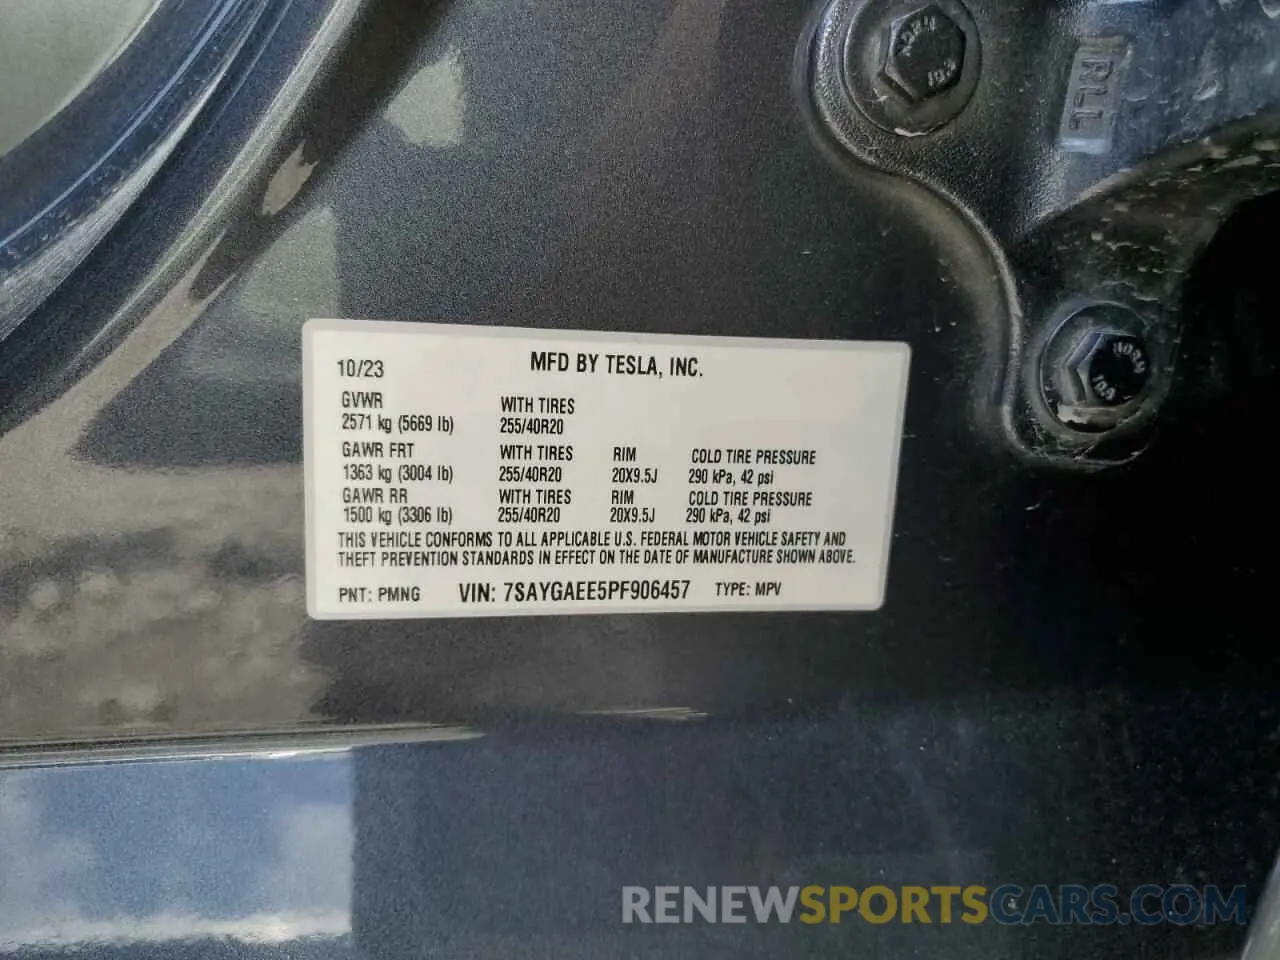 RLL
10/23 MFD BY TESLA, INC.
GVWR WITH TIRES
2571 kg (5669 lb) 255/40R20
GAWR FRT WITH TIRES RIM COLD TIRE PRESSURE
1363 kg (3004 lb) 255/40R20 20X9.5J 290 kPa, 42 psi
GAWR RR WITH TIRES RIM COLD TIRE PRESSURE
1500 kg (3306 lb) 255/40R20 20X9.5J 290 kPa, 42 psi
THIS VEHICLE CONFORMS TO ALL APPLICABLE U.S. FEDERAL MOTOR VEHICLE SAFETY AND
THEFT PREVENTION STANDARDS IN EFFECT ON THE DATE OF MANUFACTURE SHOWN ABOVE.
PNT: PMNG VIN: 7SAYGAEE5PF906457 TYPE: MPV
RENEWSPORTSCARS.COM